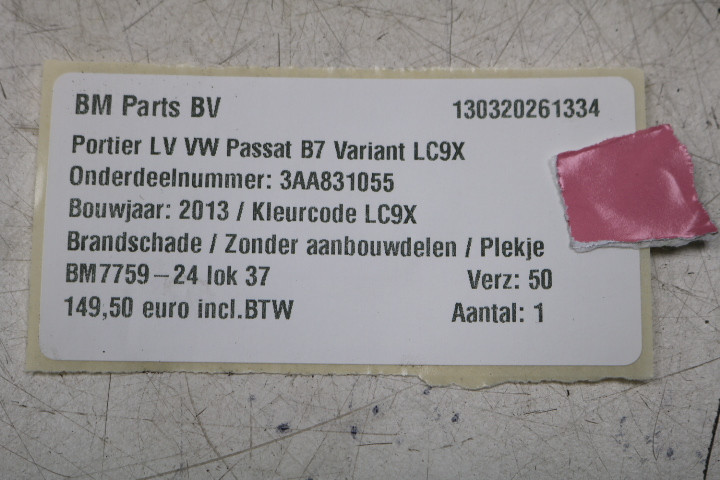 BM Parts BV 130320261334
Portier LV VW Passat B7 Variant LC9X
Onderdeelnummer: 3AA831055
Bouwjaar: 2013 / Kleurcode LC9X
Brandschade / Zonder aanbouwdelen / Plekje
BM7759-24 lok 37 Verz: 50
149,50 euro incl.BTW Aantal: 1